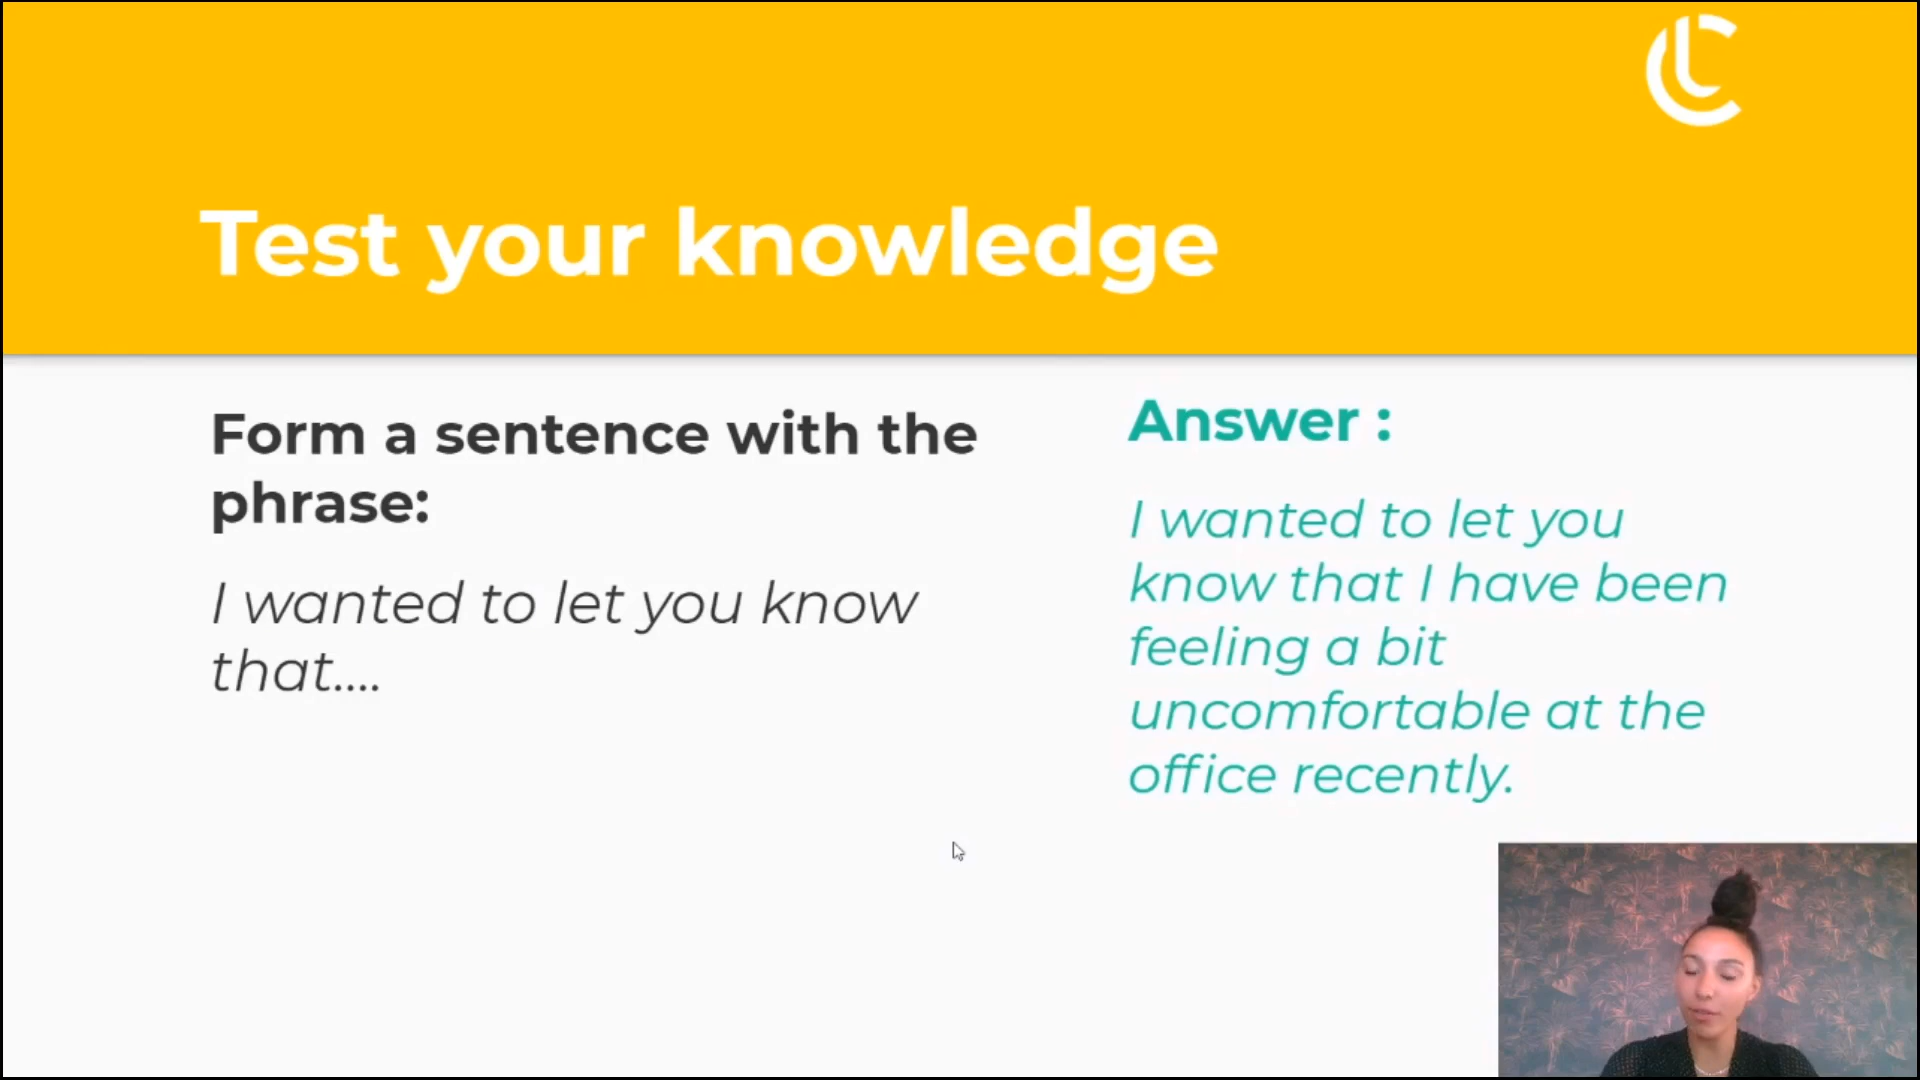 Test your knowledge
Form a sentence with the
phrase:
I wanted to let you know
that....
Answer :
I wanted to let you
know that I have been
feeling a bit
uncomfortable at the
office recently.